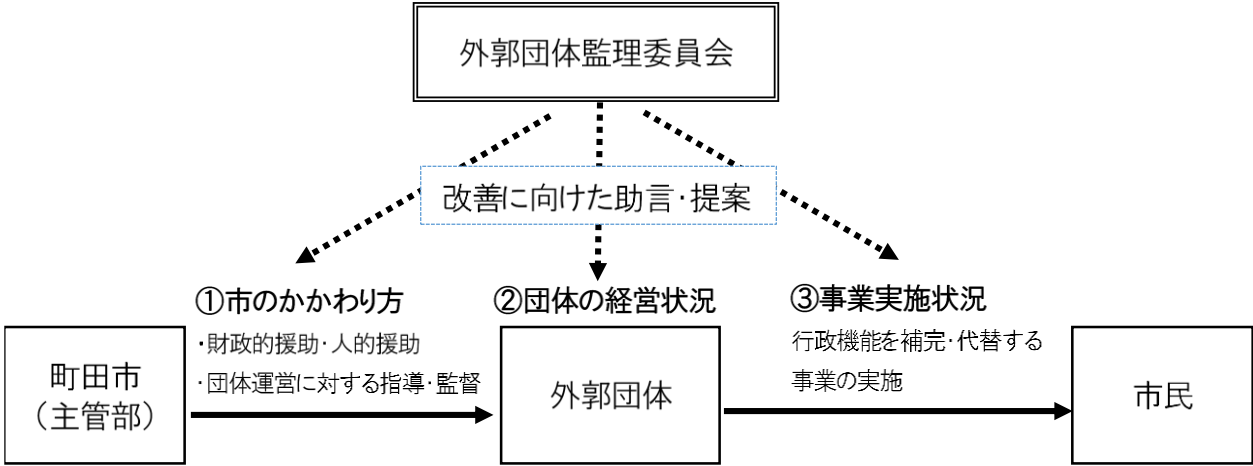 外郭団体監理委員会
改善に向けた助言･提案
①市のかかわり方
･財政的援助･人的援助
･団体運営に対する指導･監督
②団体の経営状況
③事業実施状況
行政機能を補完･代替する
事業の実施
町田市
（主管部）
外郭団体
市民